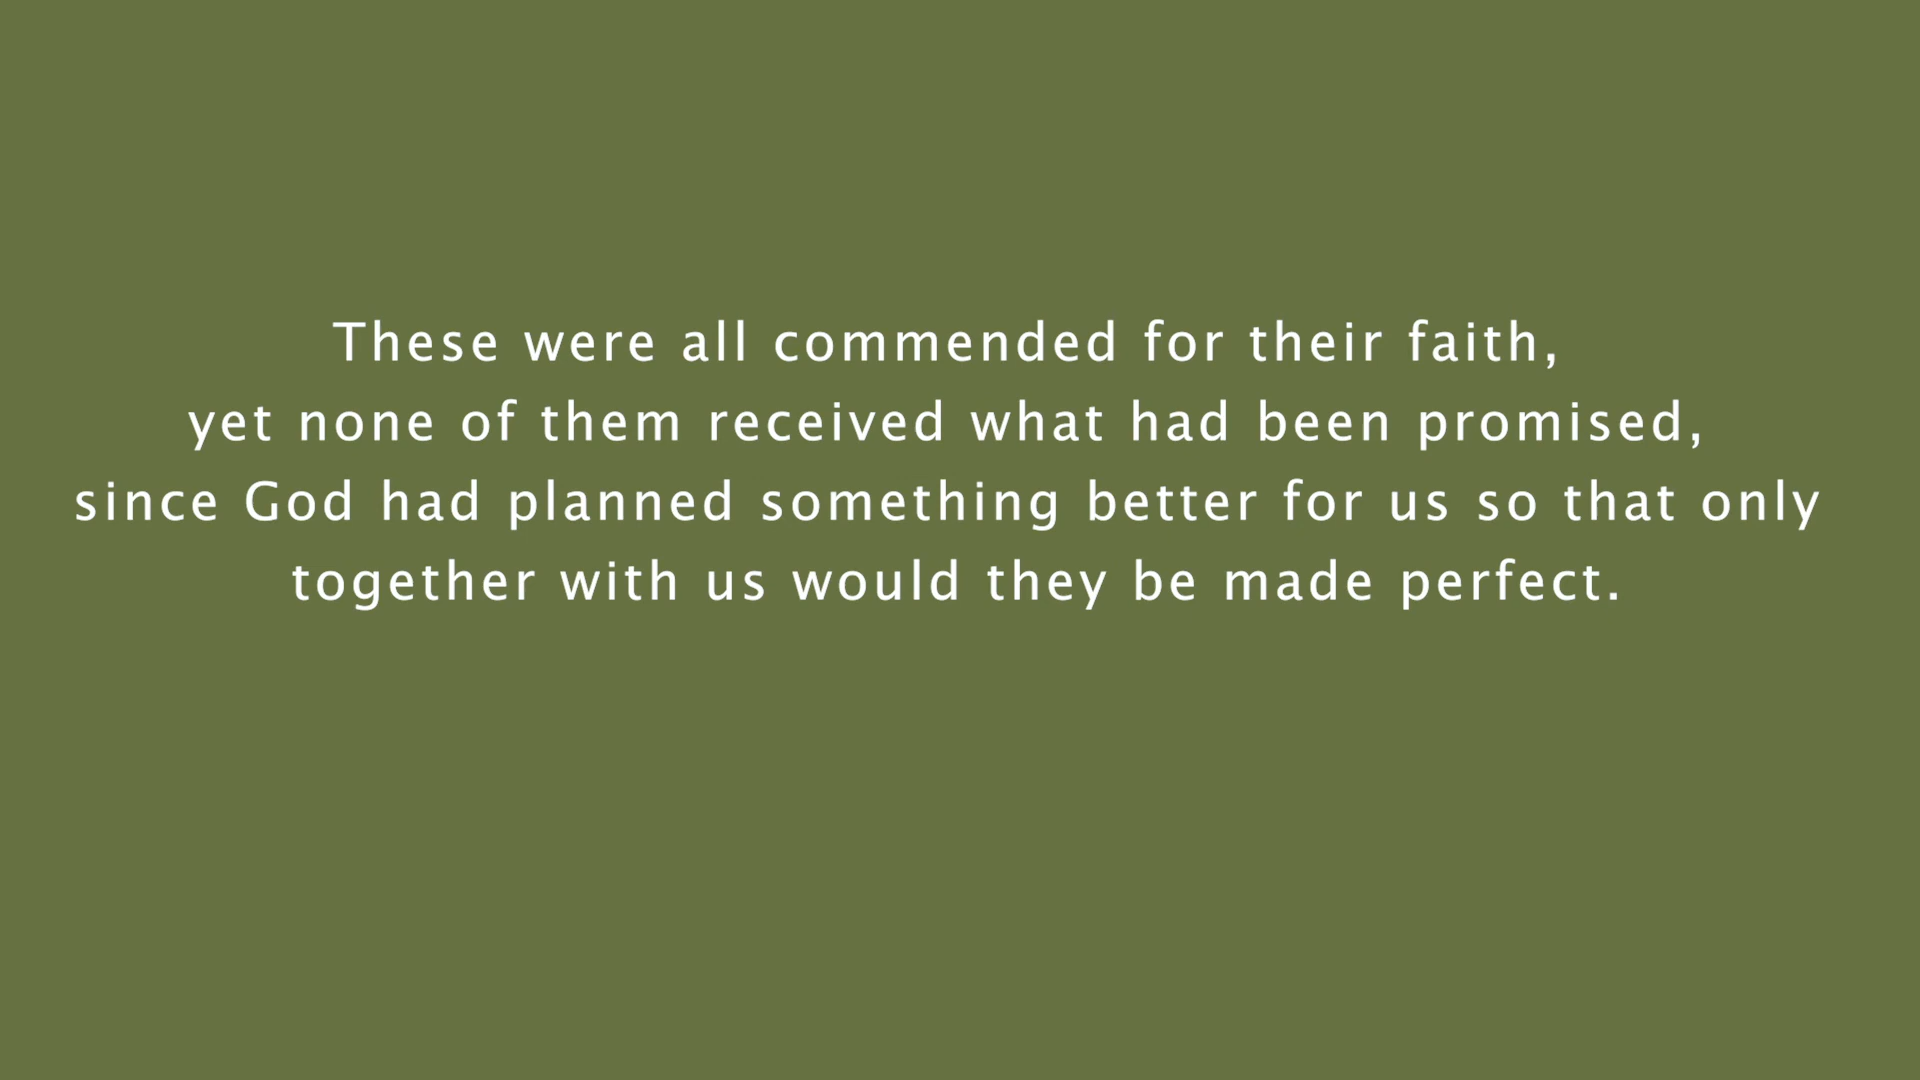 These were all commended for their faith,
yet none of them received what had been promised,
since God had planned something better for us so that only
together with us would they be made perfect.